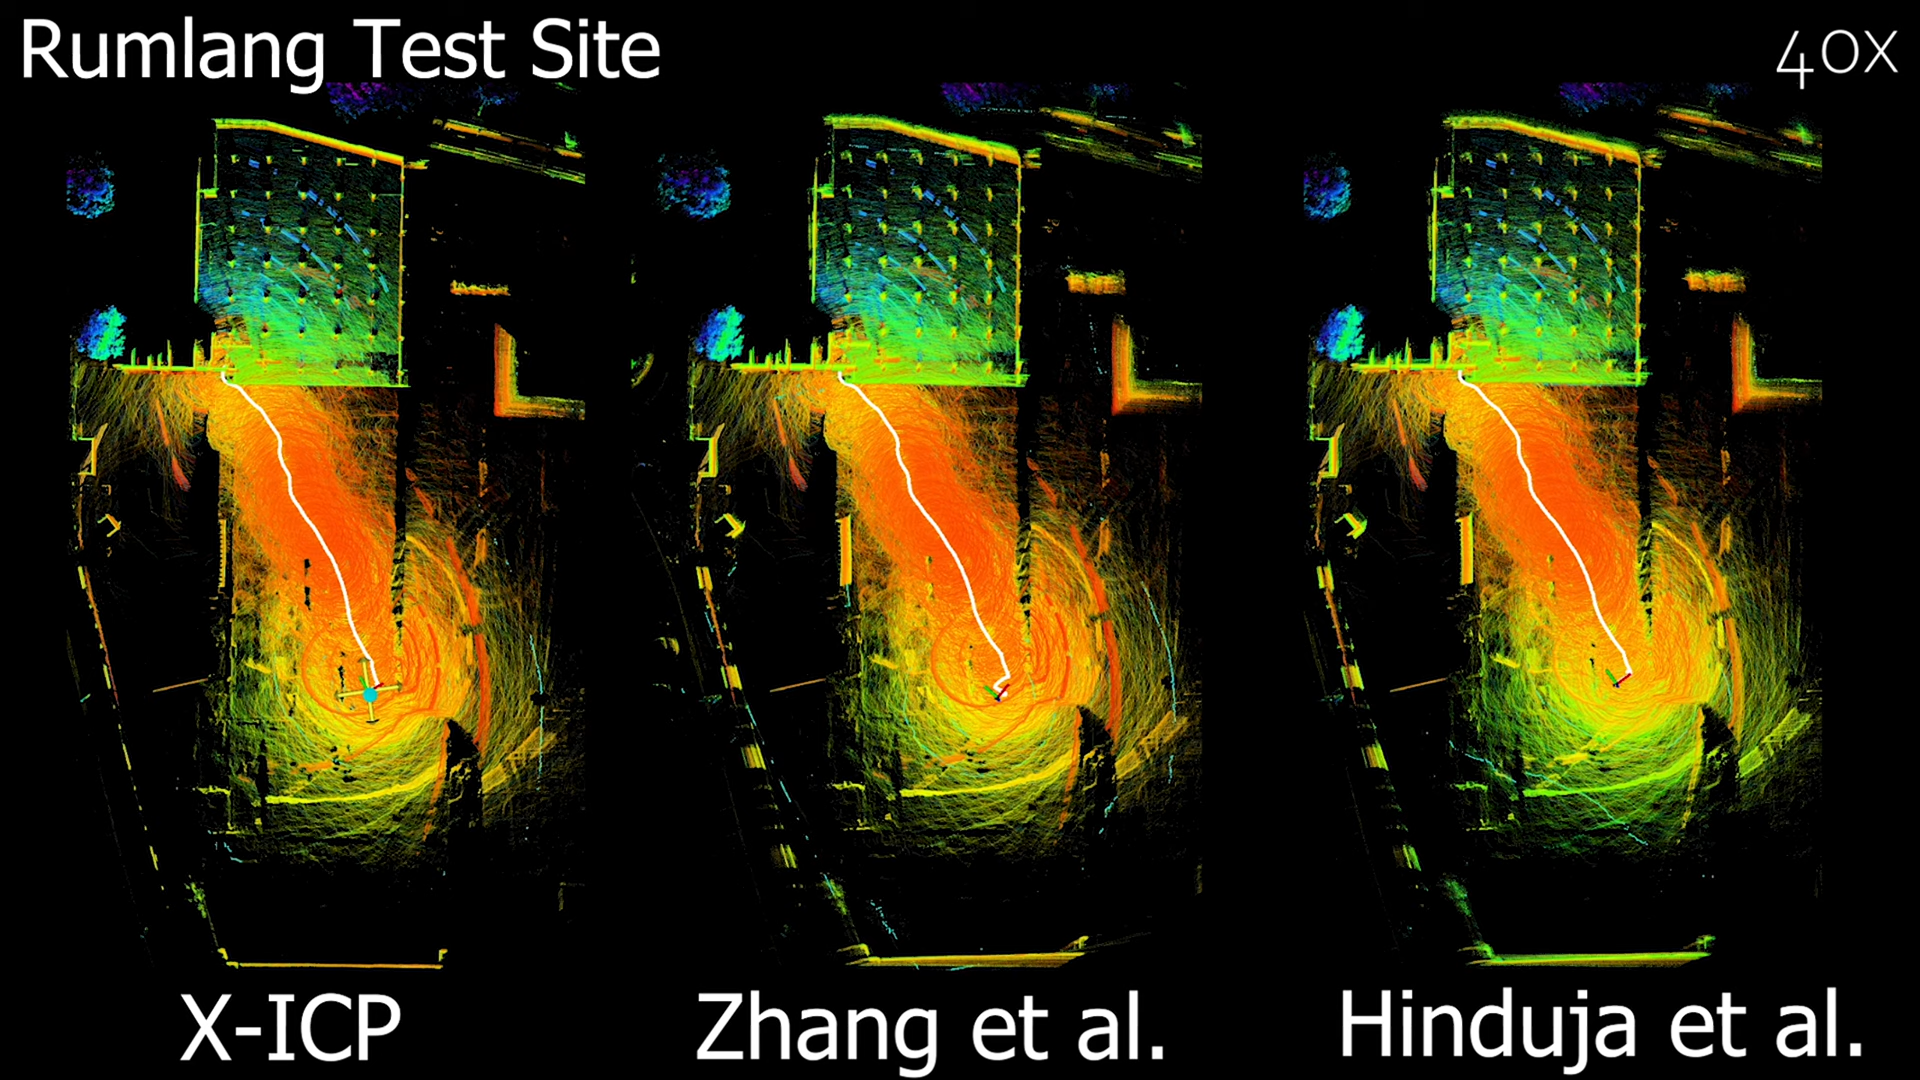 Rumlang Test Site
40X
X-ICP
Zhang et al.
Hinduja et al.